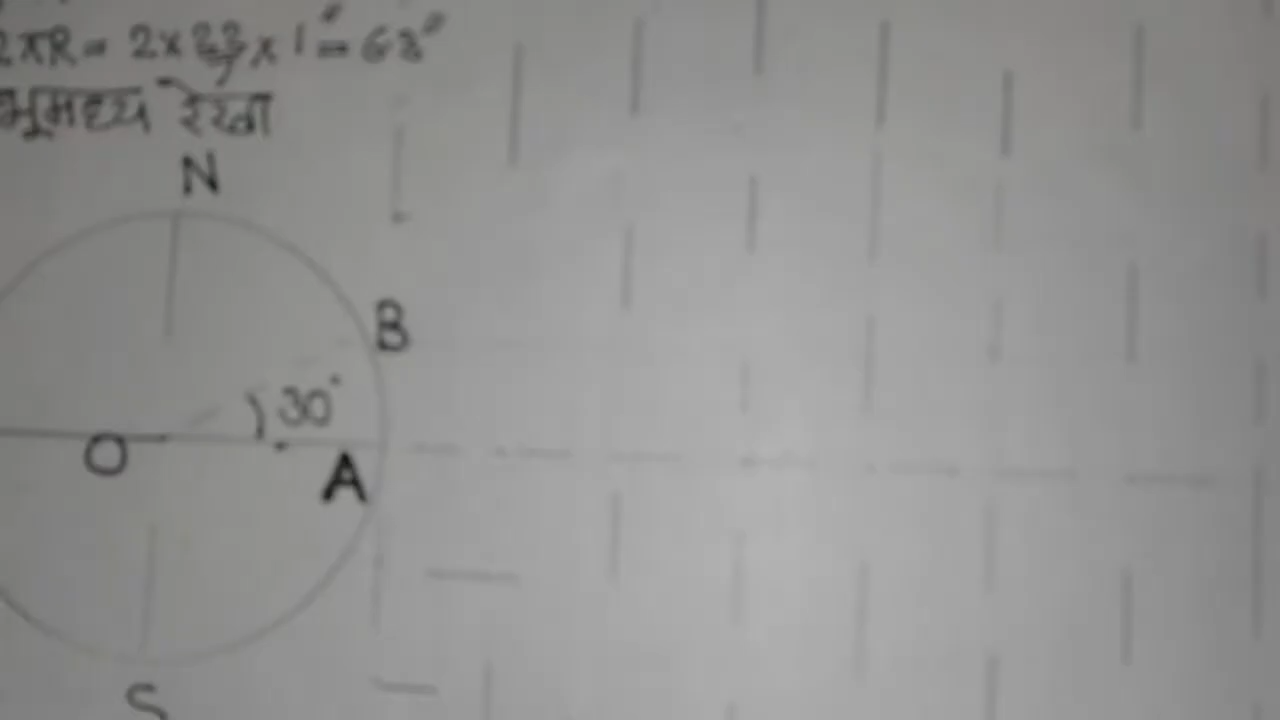 2πR = 2 × 22/7 × 1" = 6.28"
भूमध्य रेखा
N
B
30°
O
A
S